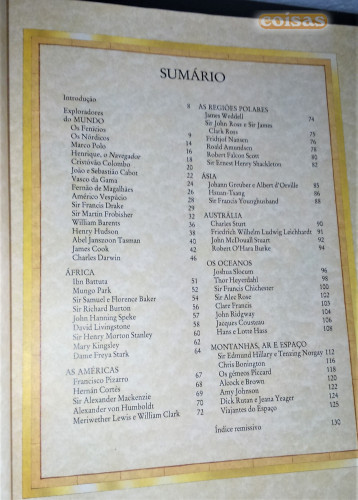 coisas
SUMÁRIO
Introdução 8
Exploradores
do MUNDO
Os Fenícios 9
Os Nórdicos 14
Marco Polo 16
Henrique, o Navegador 18
Cristóvão Colombo 20
João e Sebastião Cabot 22
Vasco da Gama 24
Fernão de Magalhães 26
Américo Vespúcio 28
Sir Francis Drake 29
Sir Martin Frobisher 32
William Barents 36
Henry Hudson 38
Abel Janszoon Tasman 40
James Cook 42
Charles Darwin 46
ÁFRICA
Ibn Battuta 51
Mungo Park 52
Sir Samuel e Florence Baker 54
Sir Richard Burton 56
John Hanning Speke 57
David Livingstone 58
Sir Henry Morton Stanley 60
Mary Kingsley 62
Dame Freya Stark 64
AS AMÉRICAS
Francisco Pizarro 67
Hernán Cortés 68
Sir Alexander Mackenzie 69
Alexander von Humboldt 70
Meriwether Lewis e William Clark 72
AS REGIÕES POLARES
James Weddell 74
Sir John Ross e Sir James
Clark Ross 75
Fridtjof Nansen 76
Roald Amundsen 78
Robert Falcon Scott 80
Sir Ernest Henry Shackleton 82
ÁSIA
Johann Grueber e Albert d'Orville 85
Hsuan-Tsang 86
Sir Francis Younghusband 88
AUSTRÁLIA
Charles Sturt 90
Friedrich Wilhelm Ludwig Leichhardt 91
John McDouall Stuart 92
Robert O'Hara Burke 94
OS OCEANOS
Joshua Slocum 96
Thor Heyerdahl 98
Sir Francis Chichester 100
Sir Alec Rose 102
Clare Francis 103
John Ridgway 104
Jacques Cousteau 106
Hans e Lotte Hass 108
MONTANHAS, AR E ESPAÇO
Sir Edmund Hillary e Tenzing Norgay 112
Chris Bonington 116
Os gêmeos Piccard 118
Alcock e Brown 120
Amy Johnson 122
Dick Rutan e Jeana Yeager 124
Viajantes do Espaço 125
Índice remissivo 130